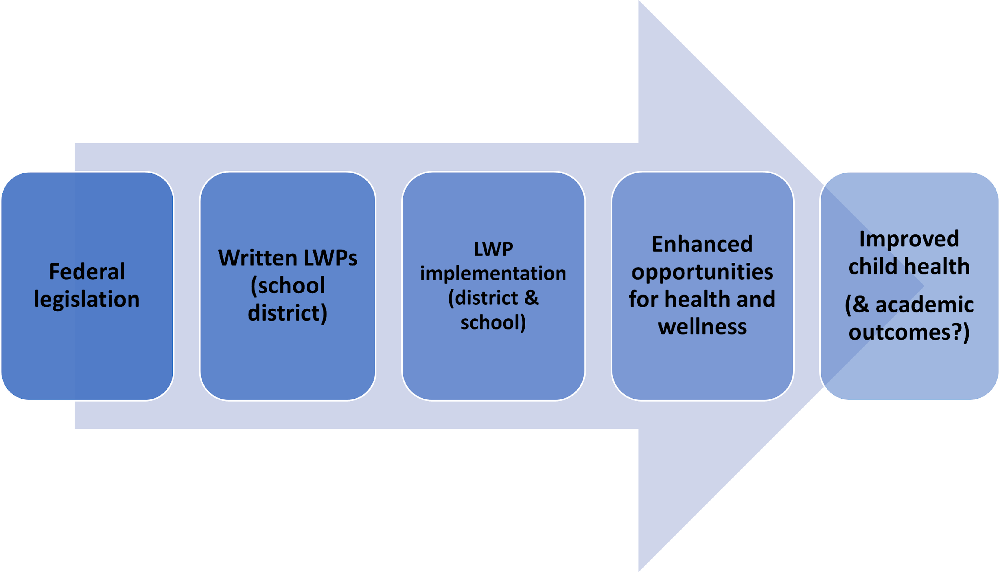 Federal
legislation
Written LWPs
(school
district)
LWP
implementation
(district &
school)
Enhanced
opportunities
for health and
wellness
Improved
child health
(& academic
outcomes?)